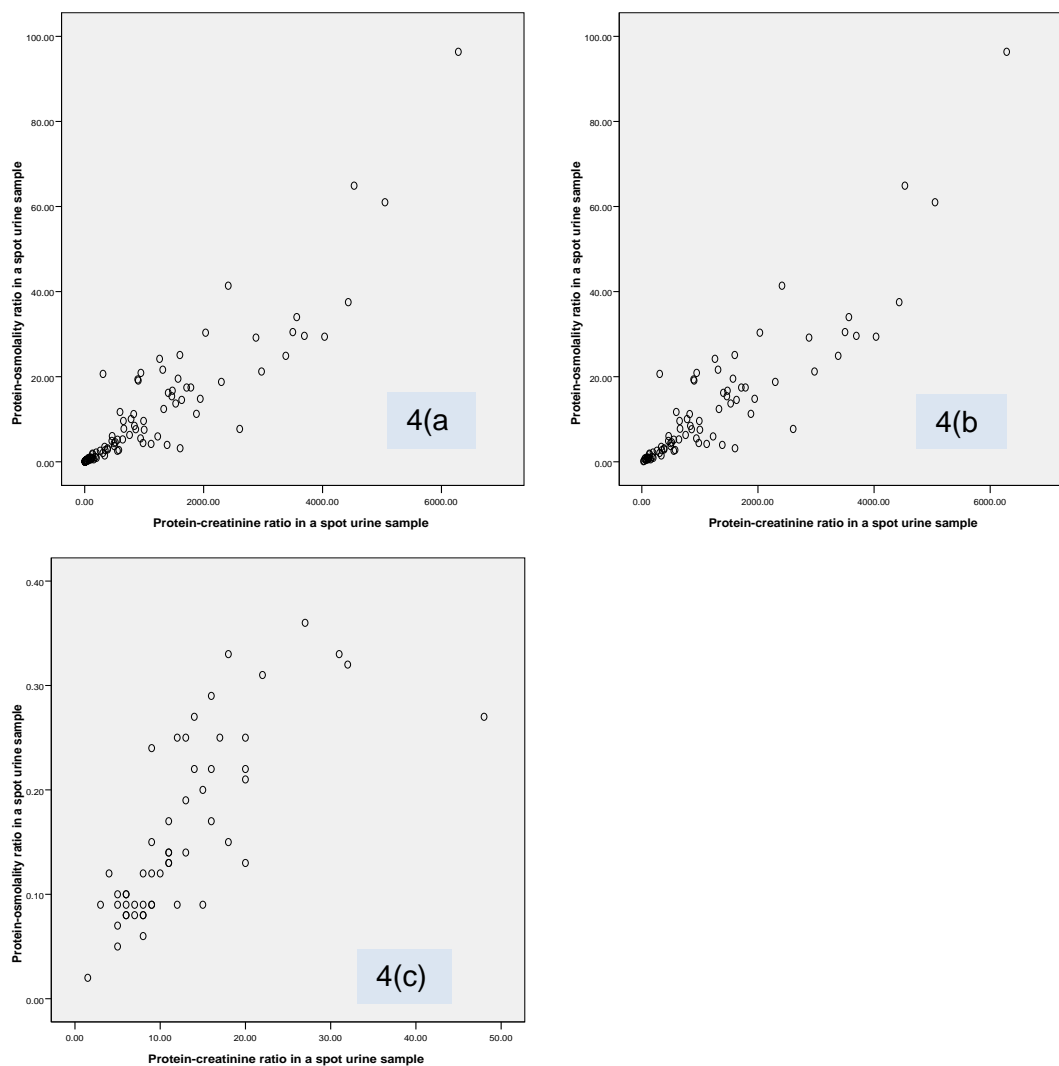 100.00
80.00
60.00
40.00
20.00
0.00
Protein-osmolality ratio in a spot urine sample
0.00 2000.00 4000.00 6000.00
Protein-creatinine ratio in a spot urine sample
4(a
100.00
80.00
60.00
40.00
20.00
0.00
Protein-osmolality ratio in a spot urine sample
0.00 2000.00 4000.00 6000.00
Protein-creatinine ratio in a spot urine sample
4(b
0.40
0.30
0.20
0.10
0.00
Protein-osmolality ratio in a spot urine sample
0.00 10.00 20.00 30.00 40.00 50.00
Protein-creatinine ratio in a spot urine sample
4(c)